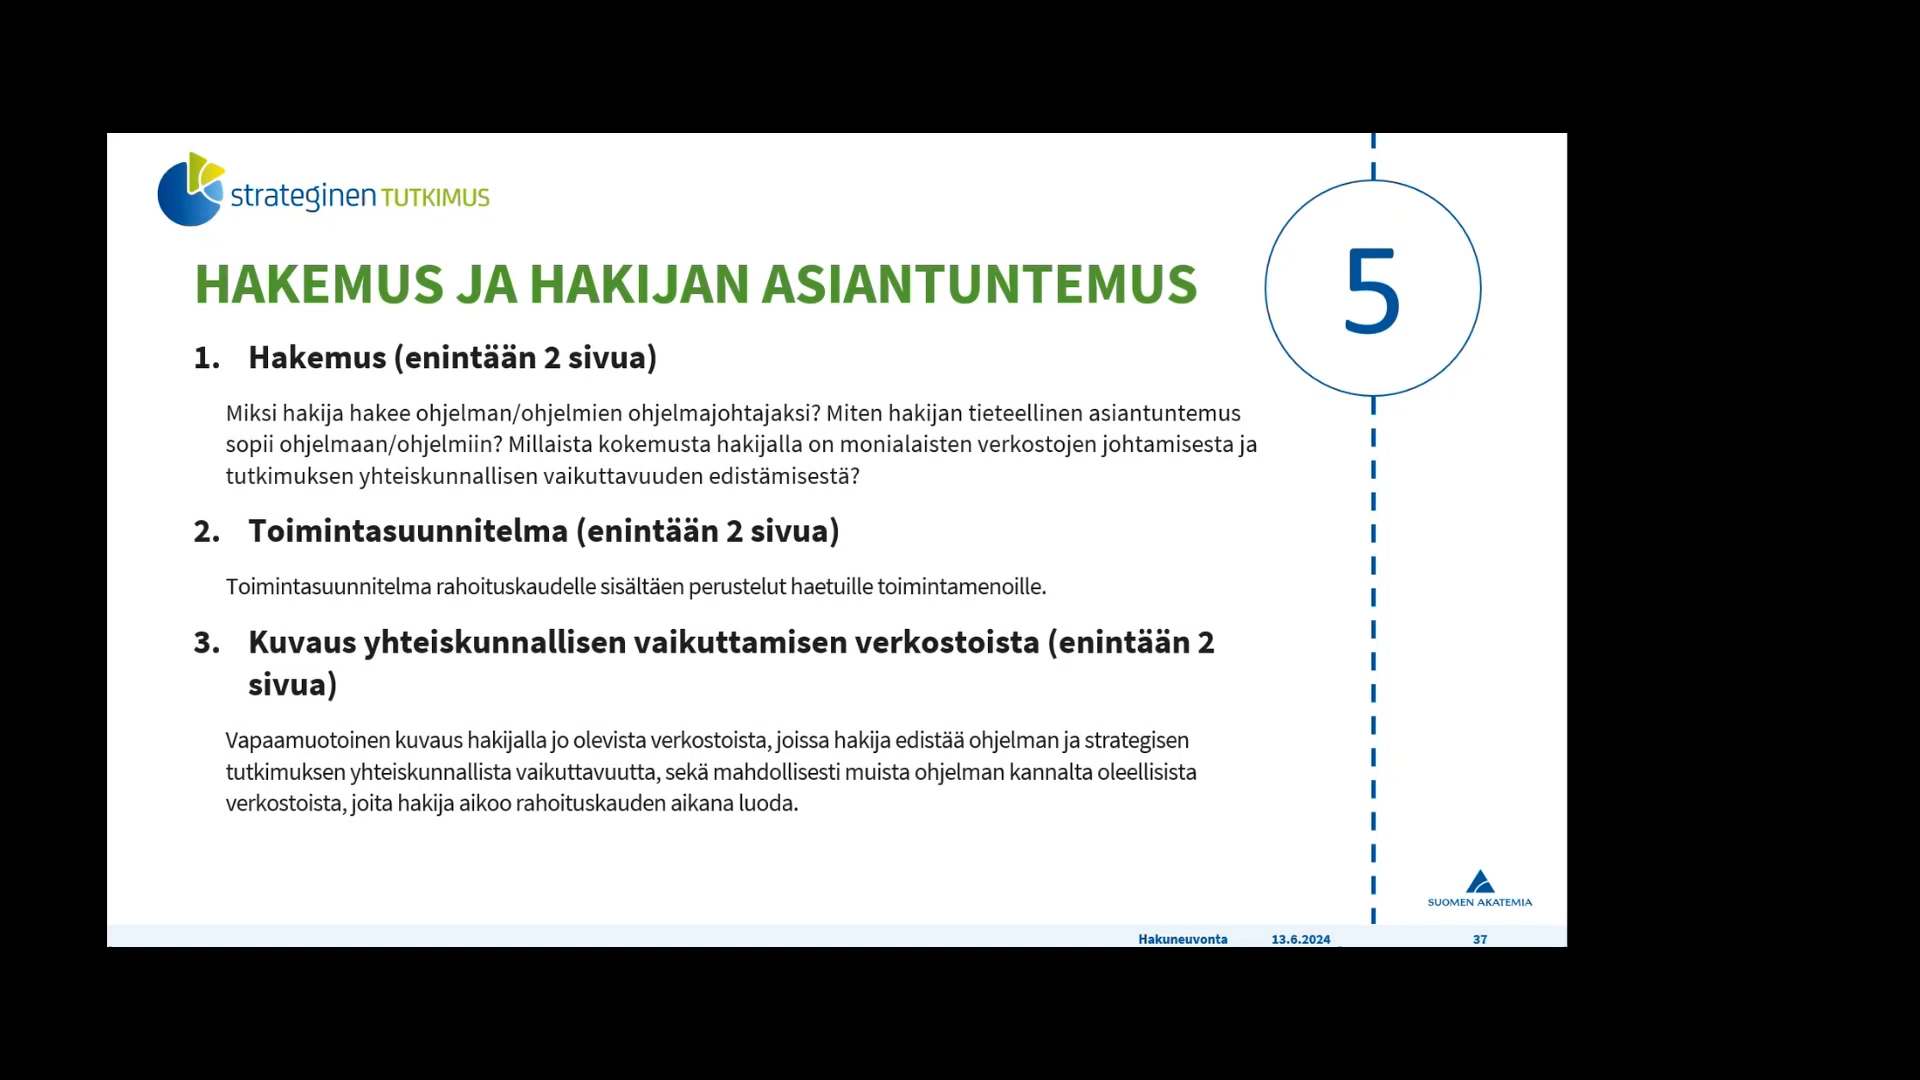 strateginen TUTKIMUS
5
HAKEMUS JA HAKIJAN ASIANTUNTEMUS
1. Hakemus (enintään 2 sivua)
Miksi hakija hakee ohjelman/ohjelmien ohjelmajohtajaksi? Miten hakijan tieteellinen asiantuntemus
sopii ohjelmaan/ohjelmiin? Millaista kokemusta hakijalla on monialaisten verkostojen johtamisesta ja
tutkimuksen yhteiskunnallisen vaikuttavuuden edistämisestä?
2. Toimintasuunnitelma (enintään 2 sivua)
Toimintasuunnitelma rahoituskaudelle sisältäen perustelut haetuille toimintamenoille.
3. Kuvaus yhteiskunnallisen vaikuttamisen verkostoista (enintään 2
sivua)
Vapaamuotoinen kuvaus hakijalla jo olevista verkostoista, joissa hakija edistää ohjelman ja strategisen
tutkimuksen yhteiskunnallista vaikuttavuutta, sekä mahdollisesti muista ohjelman kannalta oleellisista
verkostoista, joita hakija aikoo rahoituskauden aikana luoda.
SUOMEN AKATEMIA
Hakuneuvonta 13.6.2024 37